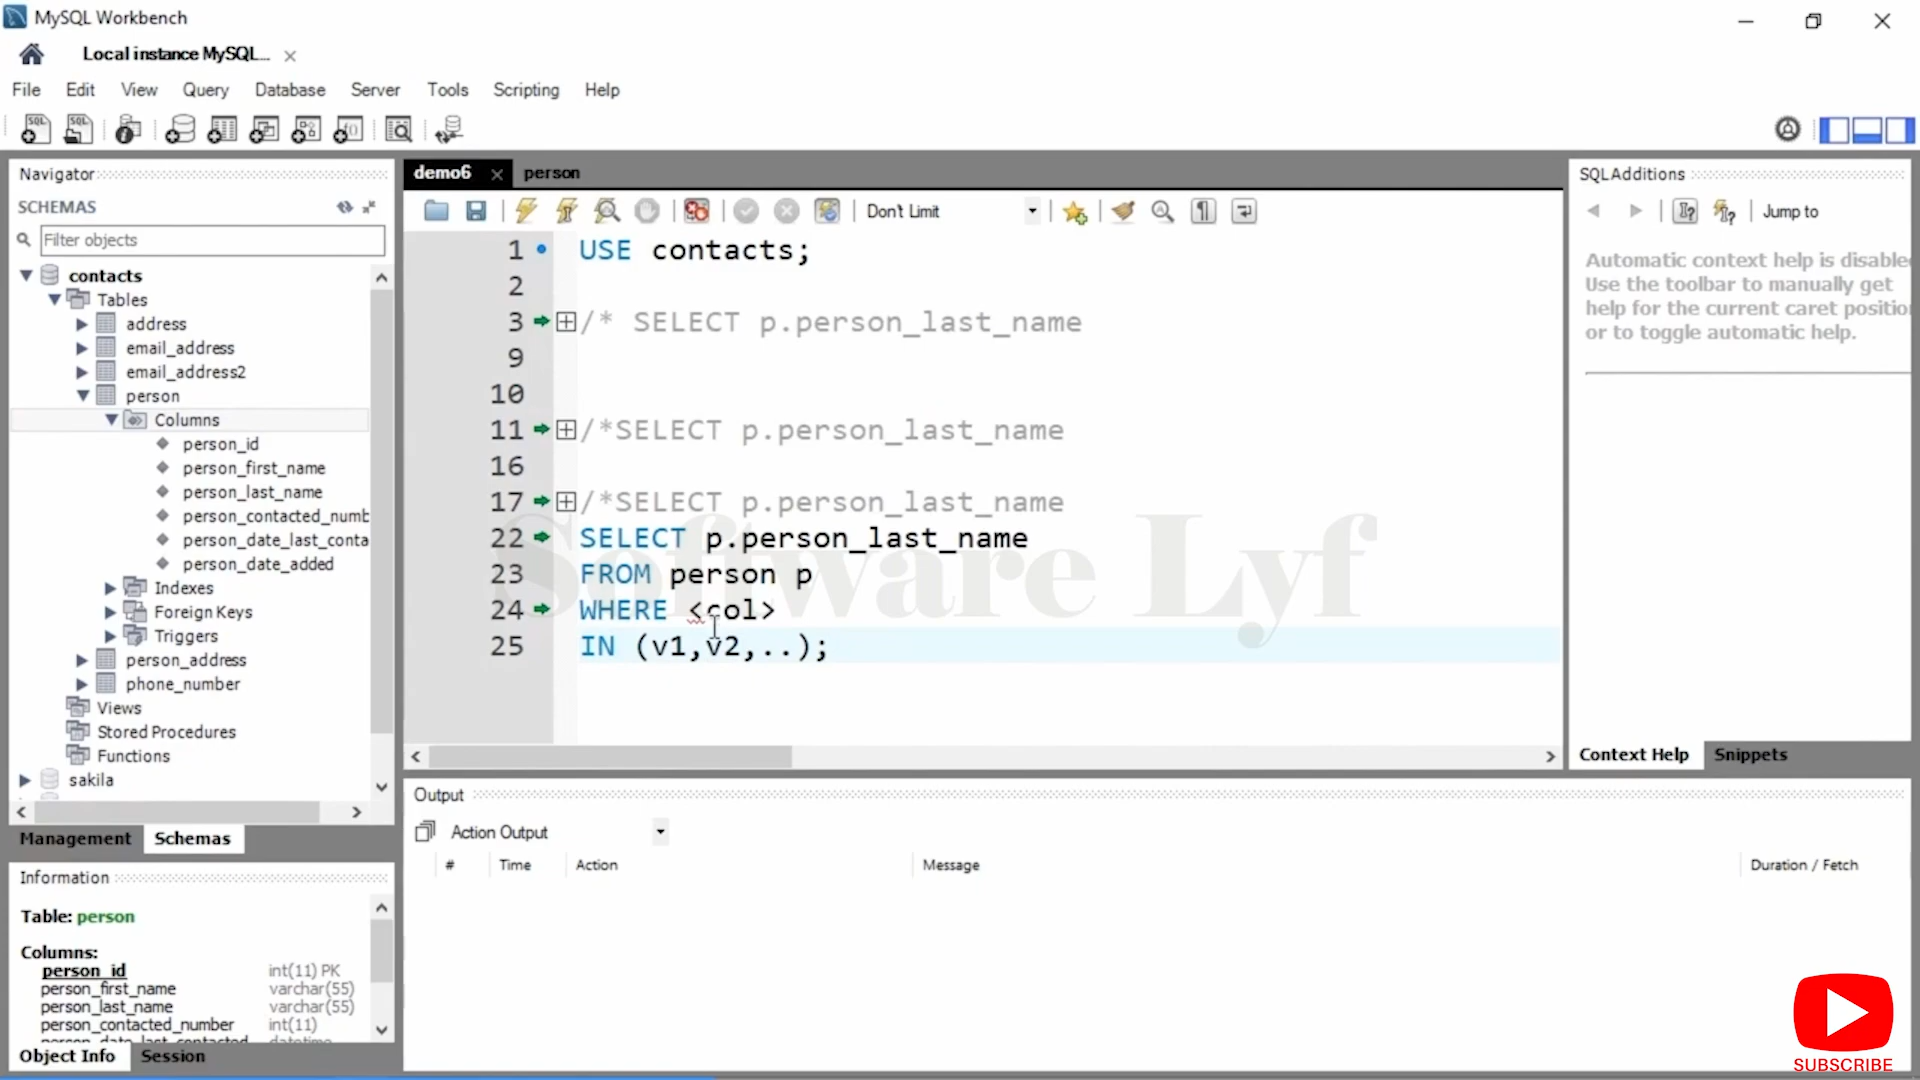 MySQL Workbench
Local instance MySQL...
File Edit View Query Database Server Tools Scripting Help
Navigator
SCHEMAS
Filter objects
contacts
Tables
address
email_address
email_address2
person
Columns
person_id
person_first_name
person_last_name
person_contacted_numb
person_date_last_conta
person_date_added
Indexes
Foreign Keys
Triggers
person_address
phone_number
Views
Stored Procedures
Functions
sakila
Management Schemas
Information
Table: person
Columns:
person_id int(11) PK
person_first_name varchar(55)
person_last_name varchar(55)
person_contacted_number int(11)
person_date_last_contacted datetime
Object Info Session
demo6 person
Don't Limit
1 USE contacts;
2
3 /* SELECT p.person_last_name
9
10
11 /*SELECT p.person_last_name
16
17 /*SELECT p.person_last_name
22 SELECT p.person_last_name
23 FROM person p
24 WHERE <col>
25 IN (v1,v2,..);
Software Lyf
Output
Action Output
# Time Action Message Duration / Fetch
SQLAdditions
Jump to
Automatic context help is disable
Use the toolbar to manually get
help for the current caret positio
or to toggle automatic help.
Context Help Snippets
SUBSCRIBE